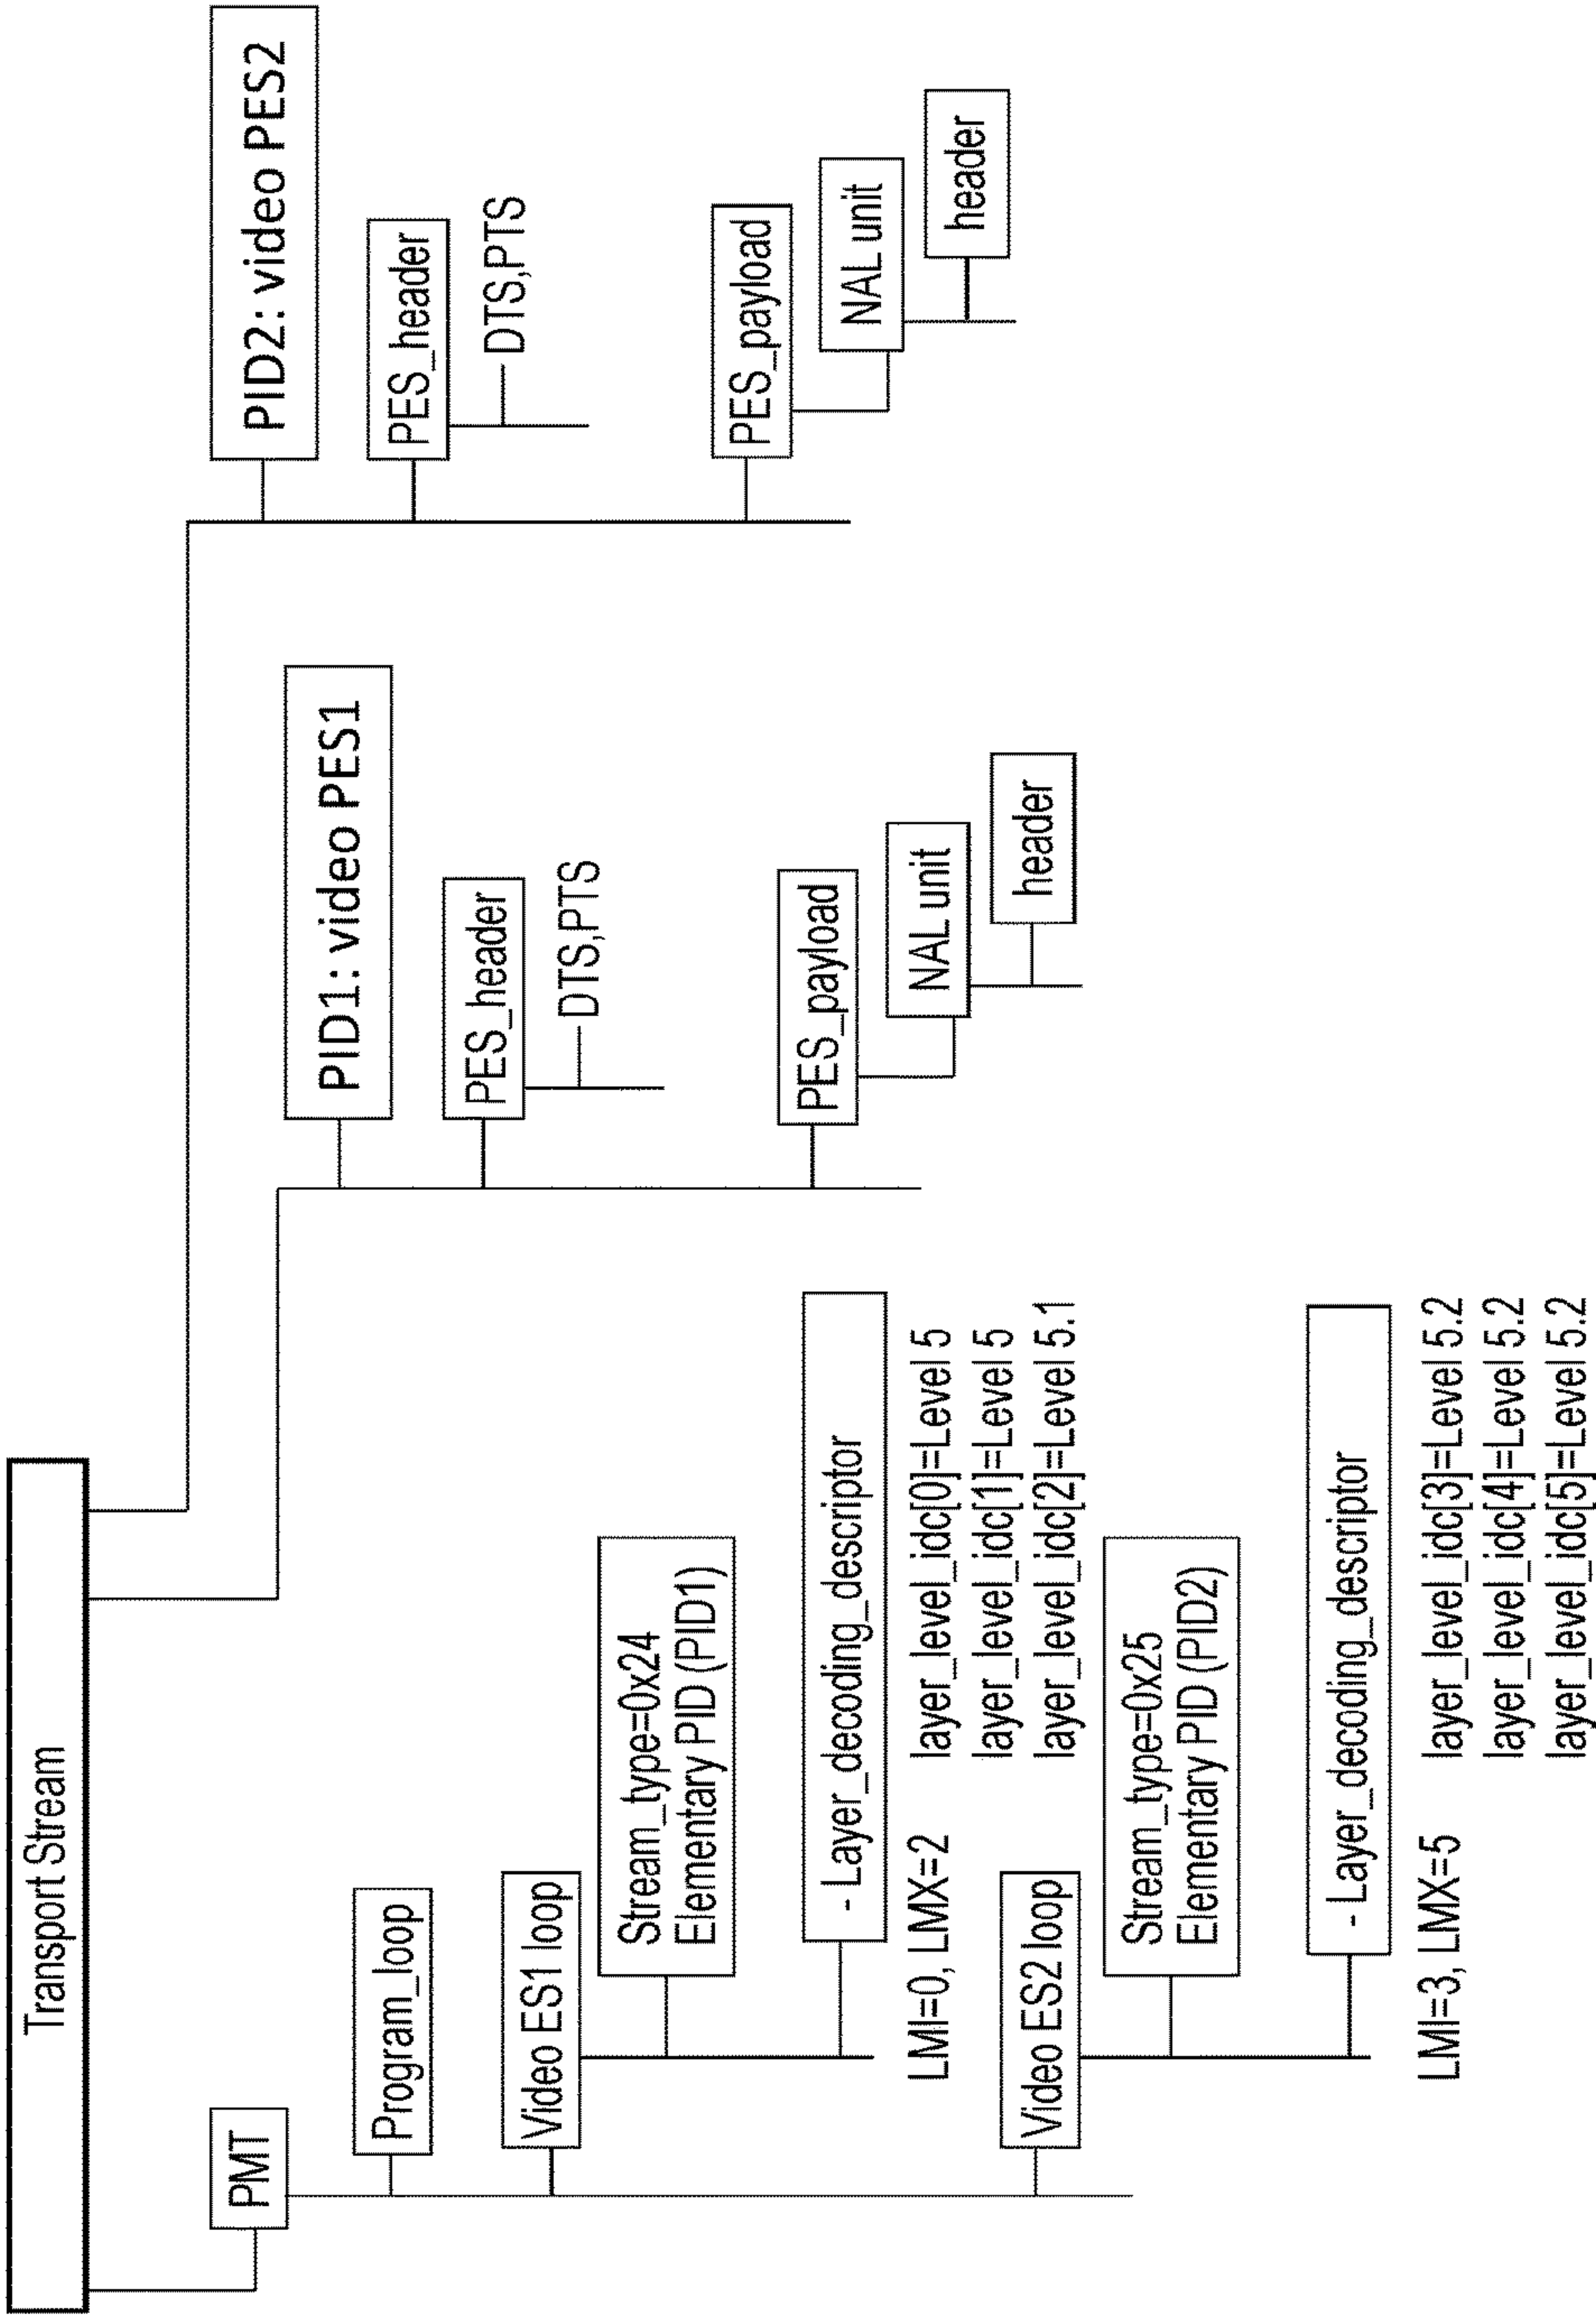 Transport Stream
PMT
Program_loop
Video ES1 loop
Stream_type=0x24
Elementary PID (PID1)
- Layer_decoding_descriptor
LMI=0, LMX=2
layer_level_idc[0]=Level 5
layer_level_idc[1]=Level 5
layer_level_idc[2]=Level 5.1
Video ES2 loop
Stream_type=0x25
Elementary PID (PID2)
- Layer_decoding_descriptor
LMI=3, LMX=5
layer_level_idc[3]=Level 5.2
layer_level_idc[4]=Level 5.2
layer_level_idc[5]=Level 5.2
PID1: video PES1
PES_header
DTS,PTS
PES_payload
NAL unit
header
PID2: video PES2
PES_header
DTS,PTS
PES_payload
NAL unit
header